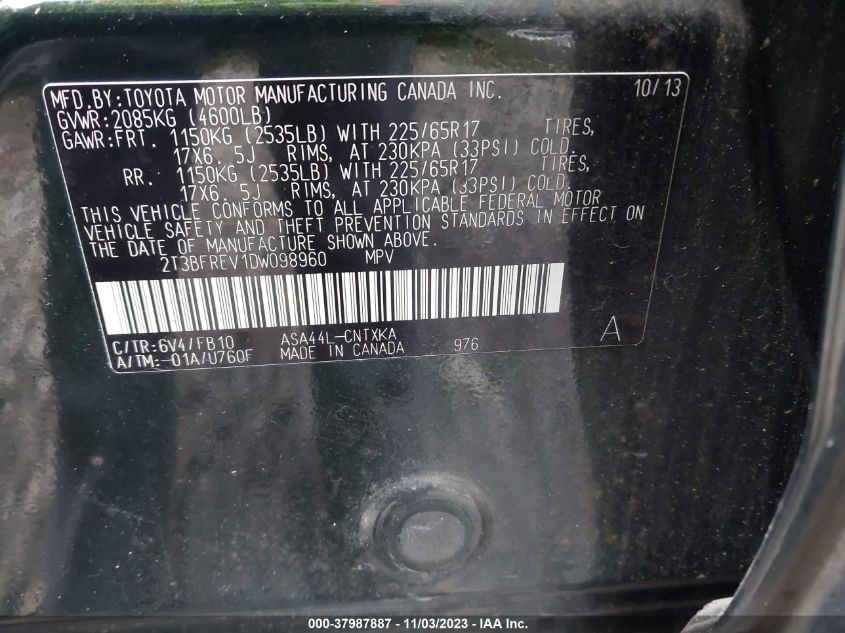 MFD.BY:TOYOTA MOTOR MANUFACTURING CANADA INC. 10/13
GVWR:2085KG (4600LB)
GAWR:FRT. 1150KG (2535LB) WITH 225/65R17 TIRES,
17X6. 5J RIMS, AT 230KPA (33PSI) COLD.
RR. 1150KG (2535LB) WITH 225/65R17 TIRES,
17X6. 5J RIMS, AT 230KPA (33PSI) COLD.
THIS VEHICLE CONFORMS TO ALL APPLICABLE FEDERAL MOTOR
VEHICLE SAFETY AND THEFT PREVENTION STANDARDS IN EFFECT ON
THE DATE OF MANUFACTURE SHOWN ABOVE.
2T3BFREV1DW098960 MPV
C/TR:6V4/FB10 ASA44L-CNTXKA A
A/TM:-01A/U760F MADE IN CANADA 976
000-37987887 - 11/03/2023 - IAA Inc.